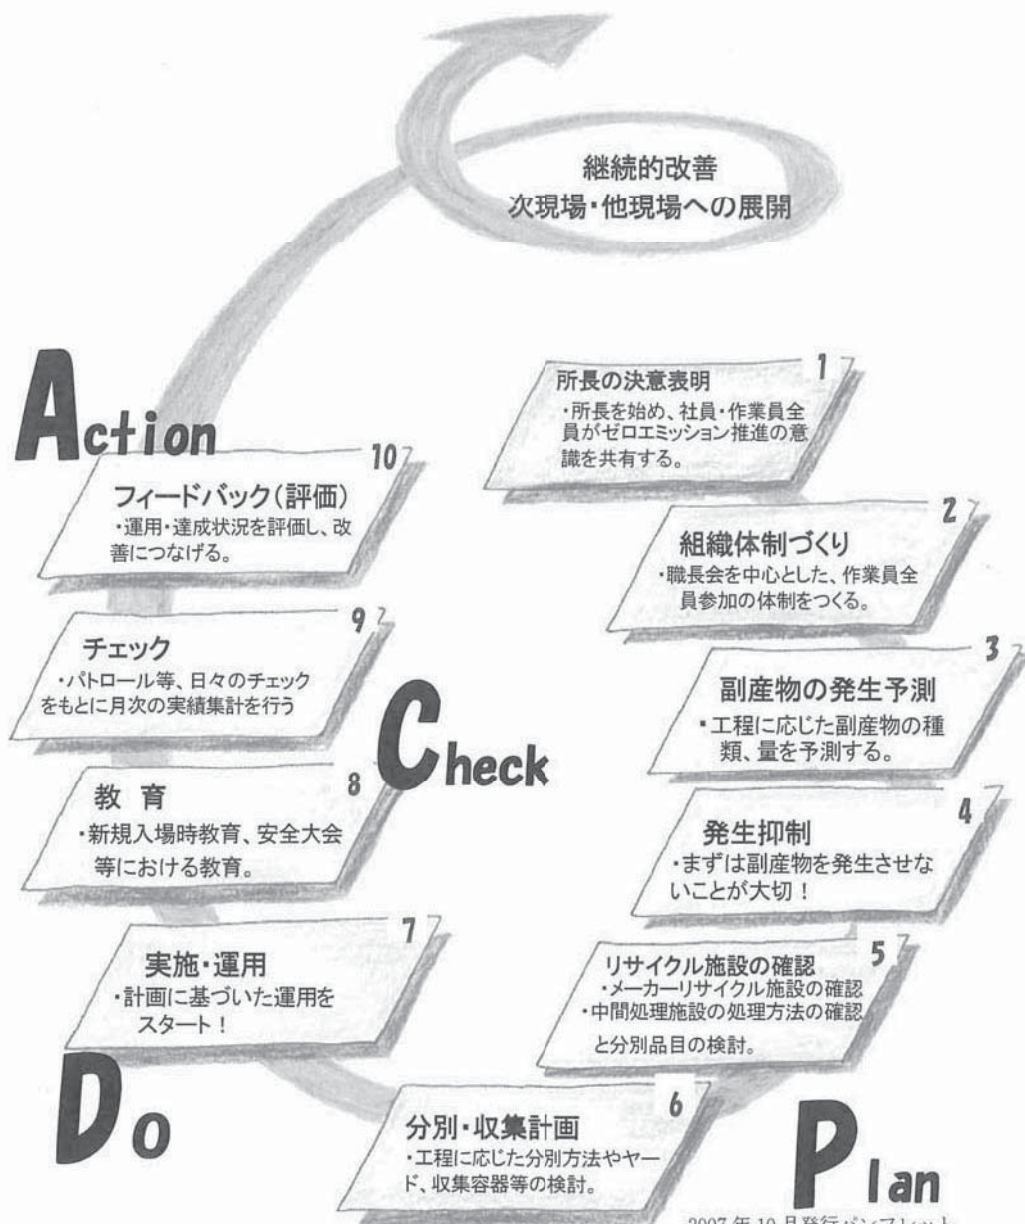 継続的改善
次現場・他現場への展開
1
所長の決意表明
・所長を始め、社員・作業員全
員がゼロエミッション推進の意
識を共有する。
2
組織体制づくり
・職長会を中心とした、作業員全
員参加の体制をつくる。
3
副産物の発生予測
・工程に応じた副産物の種
類、量を予測する。
4
発生抑制
・まずは副産物を発生させな
いことが大切！
5
リサイクル施設の確認
・メーカーリサイクル施設の確認
・中間処理施設の処理方法の確認
と分別品目の検討。
Plan
6
分別・収集計画
・工程に応じた分別方法やヤー
ド、収集容器等の検討。
7
実施・運用
・計画に基づいた運用を
スタート！
Do
8
教 育
・新規入場時教育、安全大会
等における教育。
9
チェック
・パトロール等、日々のチェック
をもとに月次の実績集計を行う
Check
10
フィードバック（評価）
・運用・達成状況を評価し、改
善につなげる。
Action
2007年10月発行パンフレット